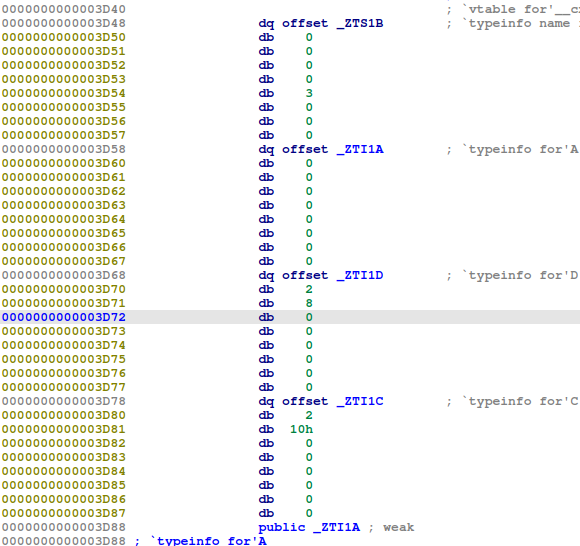 0000000000003D40 ; `vtable for'__c
0000000000003D48 dq offset _ZTS1B ; `typeinfo name
0000000000003D50 db 0
0000000000003D51 db 0
0000000000003D52 db 0
0000000000003D53 db 0
0000000000003D54 db 3
0000000000003D55 db 0
0000000000003D56 db 0
0000000000003D57 db 0
0000000000003D58 dq offset _ZTI1A ; `typeinfo for'A
0000000000003D60 db 0
0000000000003D61 db 0
0000000000003D62 db 0
0000000000003D63 db 0
0000000000003D64 db 0
0000000000003D65 db 0
0000000000003D66 db 0
0000000000003D67 db 0
0000000000003D68 dq offset _ZTI1D ; `typeinfo for'D
0000000000003D70 db 2
0000000000003D71 db 8
0000000000003D72 db 0
0000000000003D73 db 0
0000000000003D74 db 0
0000000000003D75 db 0
0000000000003D76 db 0
0000000000003D77 db 0
0000000000003D78 dq offset _ZTI1C ; `typeinfo for'C
0000000000003D80 db 2
0000000000003D81 db 10h
0000000000003D82 db 0
0000000000003D83 db 0
0000000000003D84 db 0
0000000000003D85 db 0
0000000000003D86 db 0
0000000000003D87 db 0
0000000000003D88 public _ZTI1A ; weak
0000000000003D88 ; `typeinfo for'A